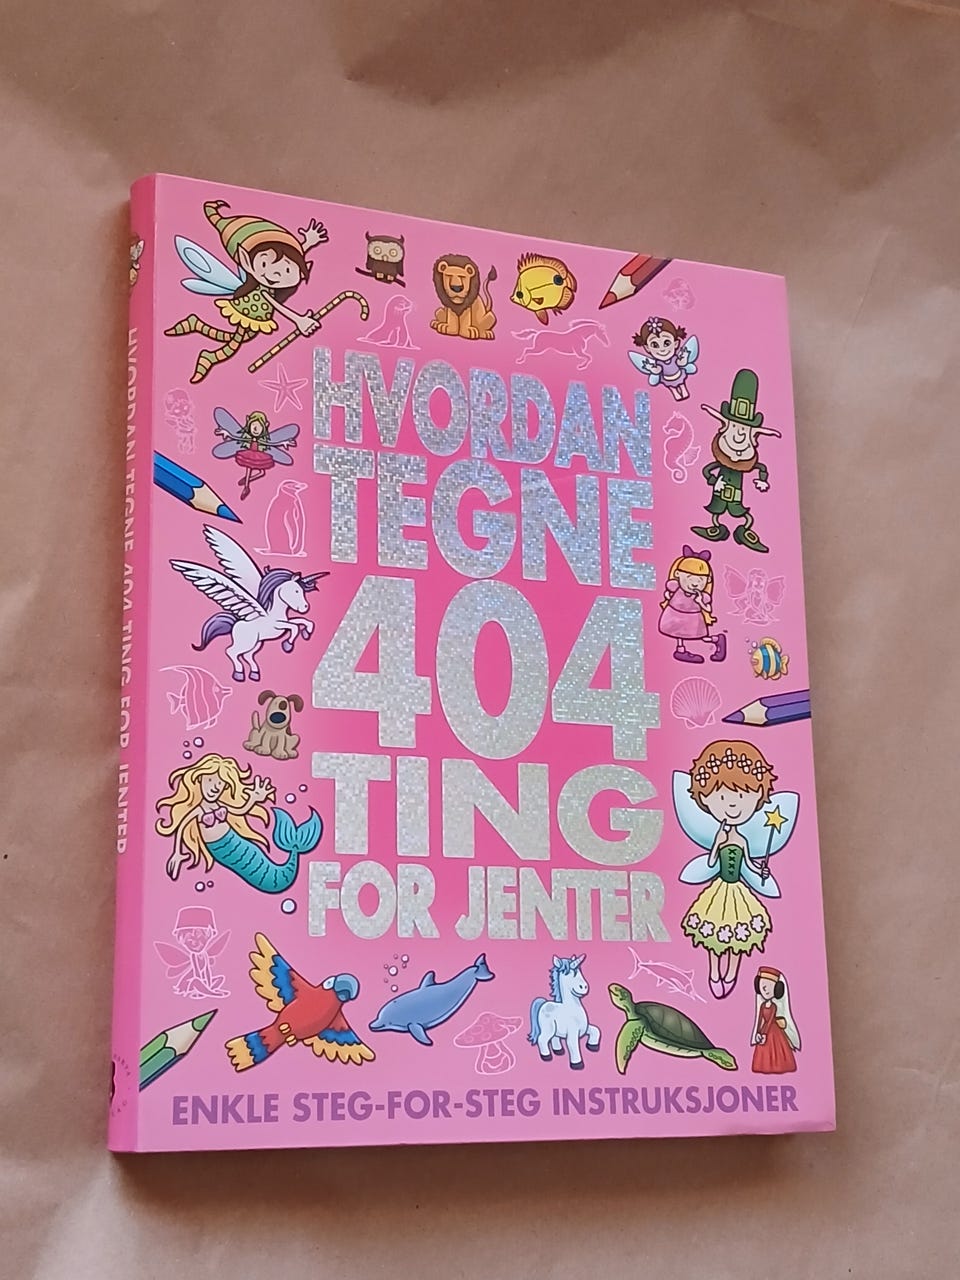 HVORDAN
TEGNE
404
TING
FOR JENTER
ENKLE STEG-FOR-STEG INSTRUKSJONER
HVORDAN TEGNE 404 TING FOR JENTER